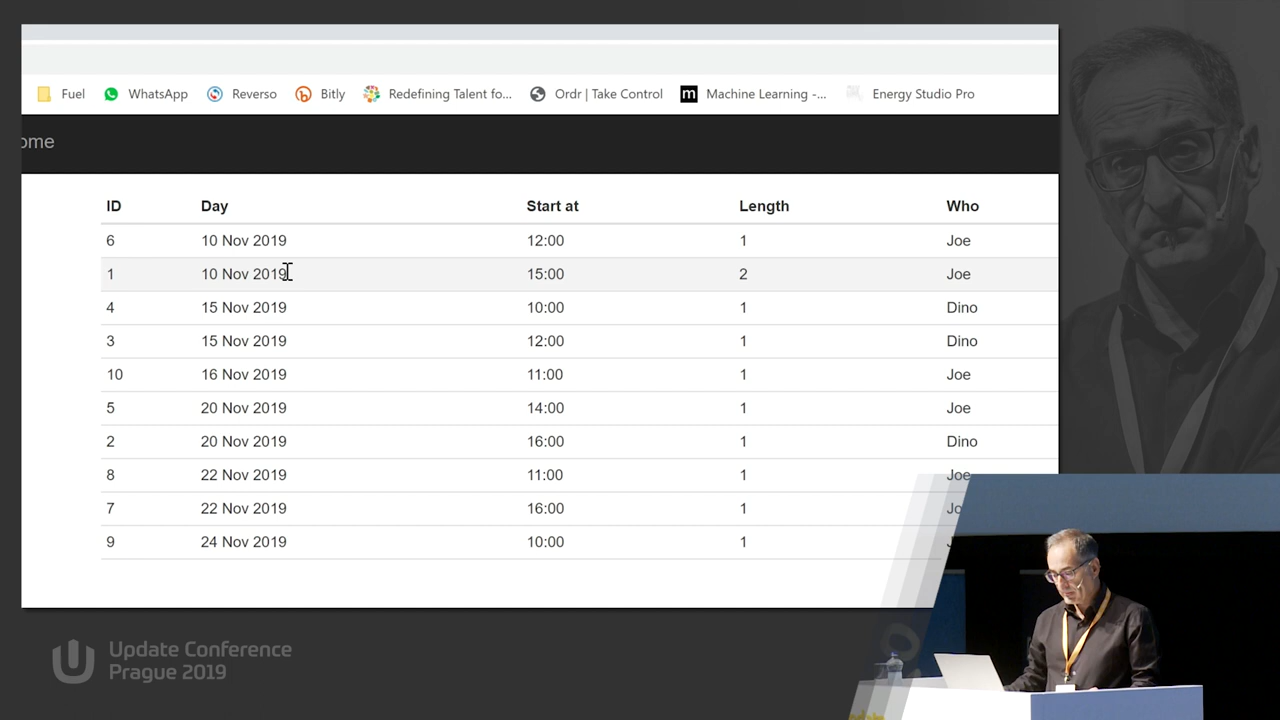 Fuel WhatsApp Reverso Bitly Redefining Talent fo... Ordr | Take Control Machine Learning -... Energy Studio Pro
ome
ID Day Start at Length Who
6 10 Nov 2019 12:00 1 Joe
1 10 Nov 2019 15:00 2 Joe
4 15 Nov 2019 10:00 1 Dino
3 15 Nov 2019 12:00 1 Dino
10 16 Nov 2019 11:00 1 Joe
5 20 Nov 2019 14:00 1 Joe
2 20 Nov 2019 16:00 1 Dino
8 22 Nov 2019 11:00 1 Joe
7 22 Nov 2019 16:00 1
9 24 Nov 2019 10:00 1
Update Conference
Prague 2019